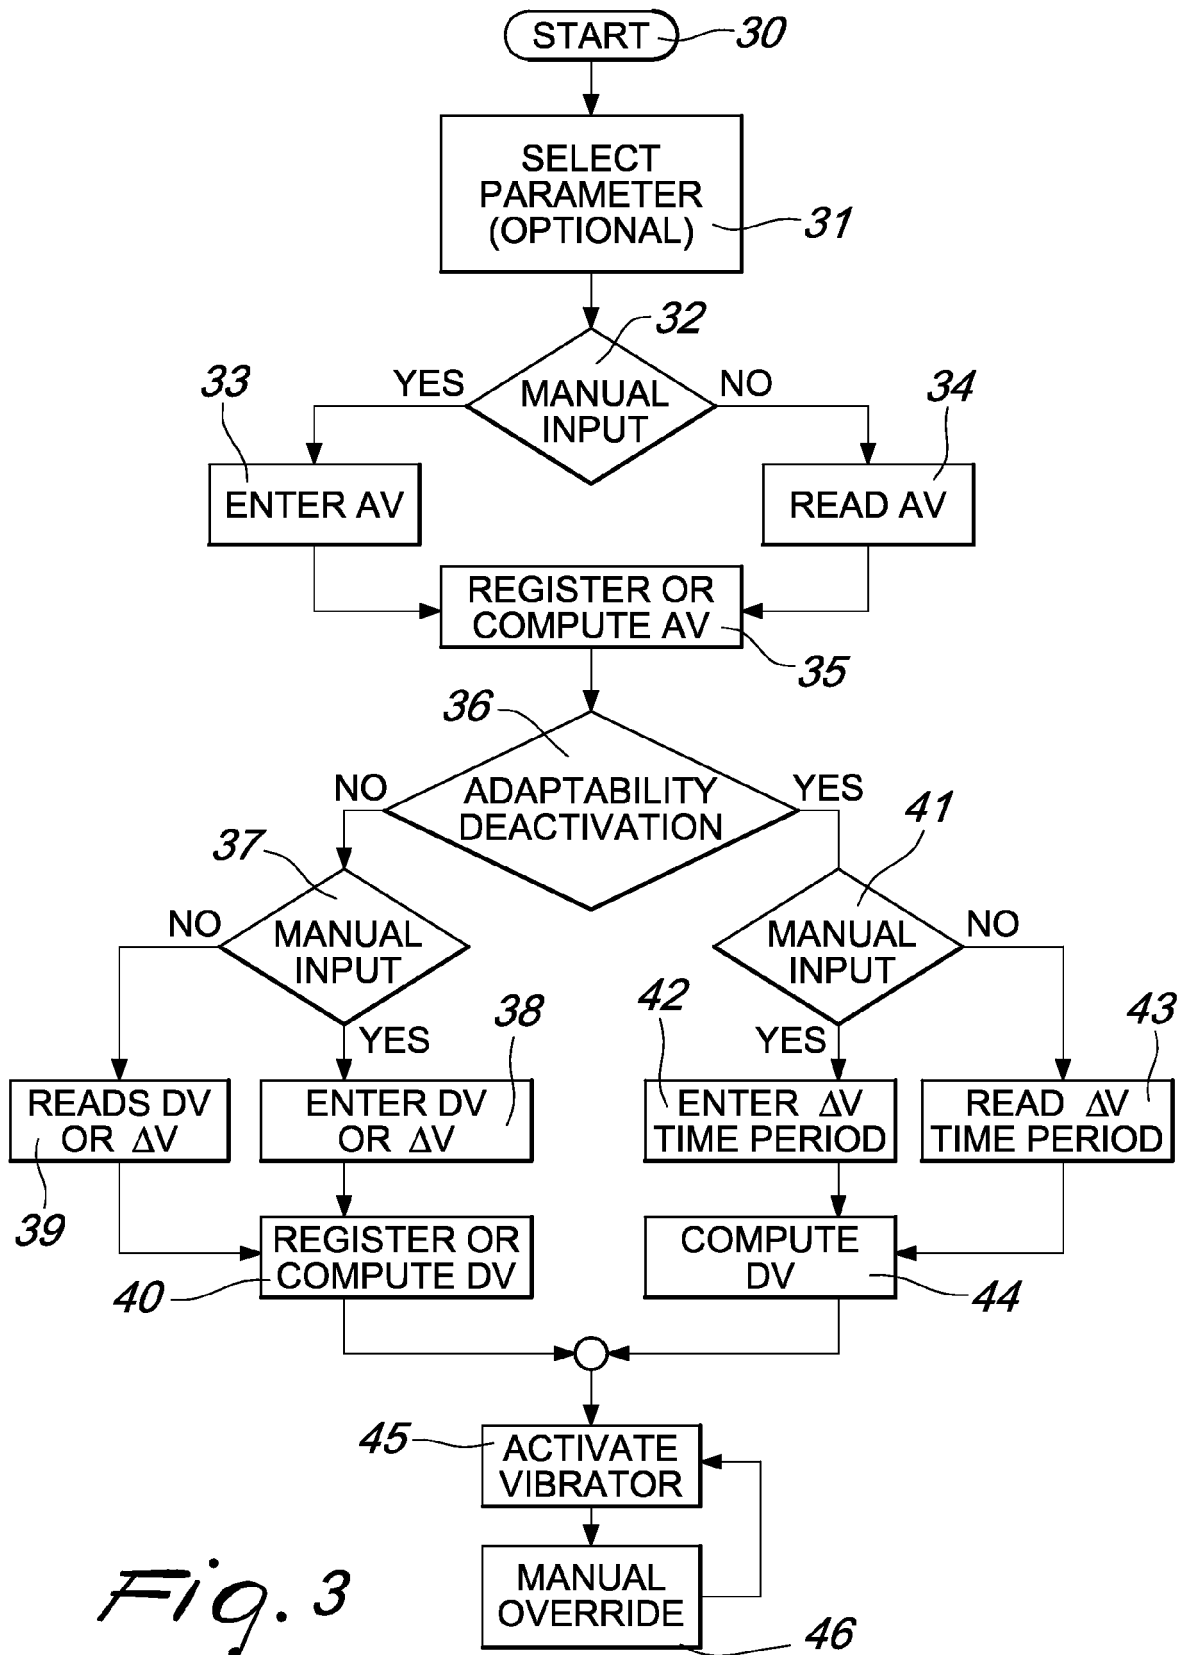 START
30
SELECT
PARAMETER
(OPTIONAL)
31
32
YES
MANUAL
INPUT
NO
33
34
ENTER AV
READ AV
REGISTER OR
COMPUTE AV
35
36
NO
ADAPTABILITY
DEACTIVATION
YES
37
41
NO
MANUAL
INPUT
YES
MANUAL
INPUT
NO
YES
38
42
43
READS DV
OR ΔV
39
ENTER DV
OR ΔV
ENTER ΔV
TIME PERIOD
READ ΔV
TIME PERIOD
REGISTER OR
COMPUTE DV
40
COMPUTE
DV
44
45
ACTIVATE
VIBRATOR
MANUAL
OVERRIDE
46
Fig. 3